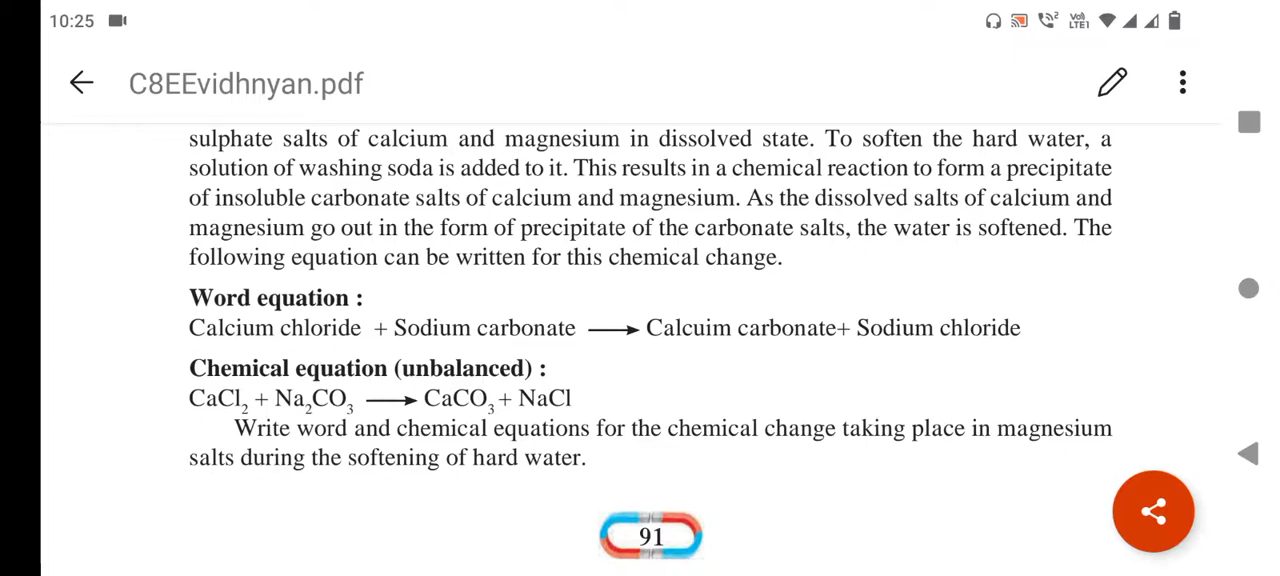 10:25
2
Vo)
LTE1
C8EEvidhnyan.pdf
sulphate salts of calcium and magnesium in dissolved state. To soften the hard water, a
solution of washing soda is added to it. This results in a chemical reaction to form a precipitate
of insoluble carbonate salts of calcium and magnesium. As the dissolved salts of calcium and
magnesium go out in the form of precipitate of the carbonate salts, the water is softened. The
following equation can be written for this chemical change.
Word equation :
Calcium chloride + Sodium carbonate ⟶ Calcuim carbonate+ Sodium chloride
Chemical equation (unbalanced) :
CaCl₂ + Na₂CO₃ ⟶ CaCO₃ + NaCl
Write word and chemical equations for the chemical change taking place in magnesium
salts during the softening of hard water.
91